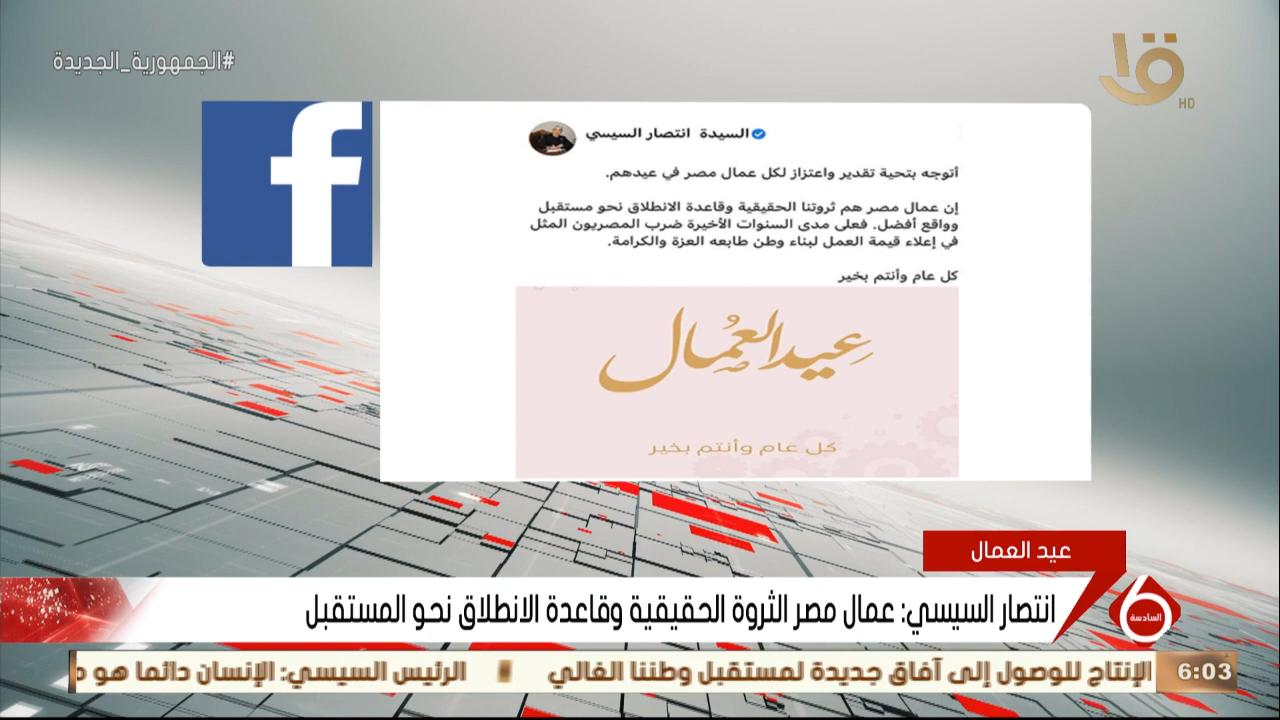 #الجمهورية_الجديدة
HD
السيدة انتصار السيسي
أتوجه بتحية تقدير واعتزاز لكل عمال مصر في عيدهم.
إن عمال مصر هم ثروتنا الحقيقية وقاعدة الانطلاق نحو مستقبل
وواقع أفضل. فعلى مدى السنوات الأخيرة ضرب المصريون المثل
في إعلاء قيمة العمل لبناء وطن طابعه العزة والكرامة.
كل عام وأنتم بخير
عيد العمال
كل عام وأنتم بخير
عيد العمال
انتصار السيسي: عمال مصر الثروة الحقيقية وقاعدة الانطلاق نحو المستقبل
السادسة
6:03
الإنتاج للوصول إلى آفاق جديدة لمستقبل وطننا الغالي
الرئيس السيسي: الإنسان دائما هو